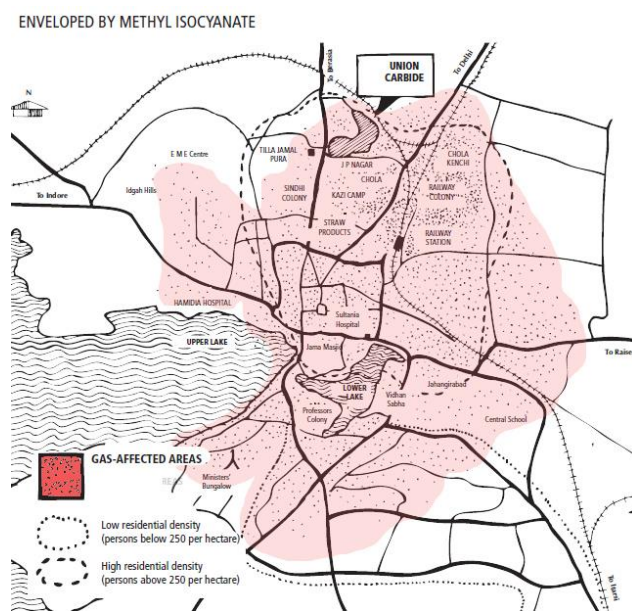 ENVELOPED BY METHYL ISOCYANATE
To Berasia
UNION
CARBIDE
To Delhi
N
E M E Centre
TILLA JAMAL
PURA
J P NAGAR
CHOLA
KENCHI
To Indore
Idgah Hills
SINDHI
COLONY
CHOLA
KAZI CAMP
RAILWAY
COLONY
STRAW
PRODUCTS
RAILWAY
STATION
HAMIDIA HOSPITAL
Sultania
Hospital
UPPER LAKE
Jama Masjid
To Raise
LOWER
LAKE
Jahangirabad
Vidhan
Sabha
Professors
Colony
Central School
GAS-AFFECTED AREAS
Ministers'
Bungalow
Low residential density
(persons below 250 per hectare)
High residential density
(persons above 250 per hectare)